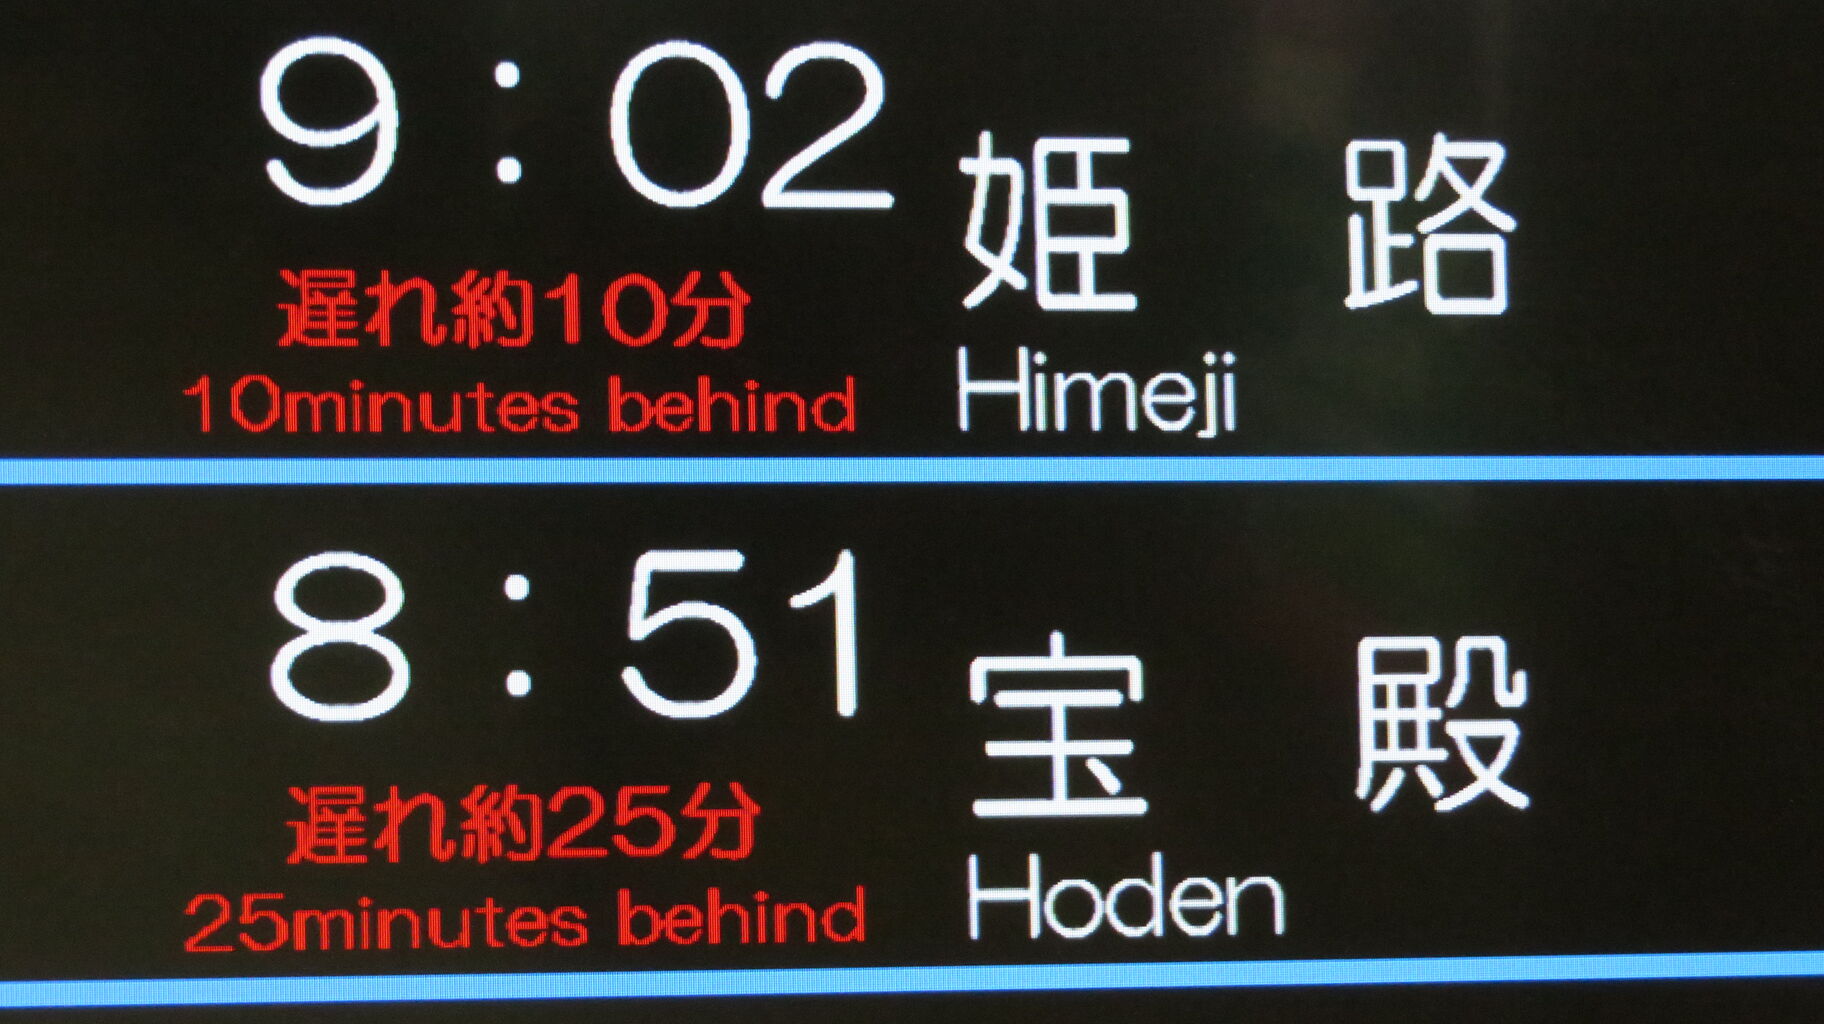 9:02 姫路
遅れ約10分
10minutes behind Himeji
8:51 宝殿
遅れ約25分
25minutes behind Hoden